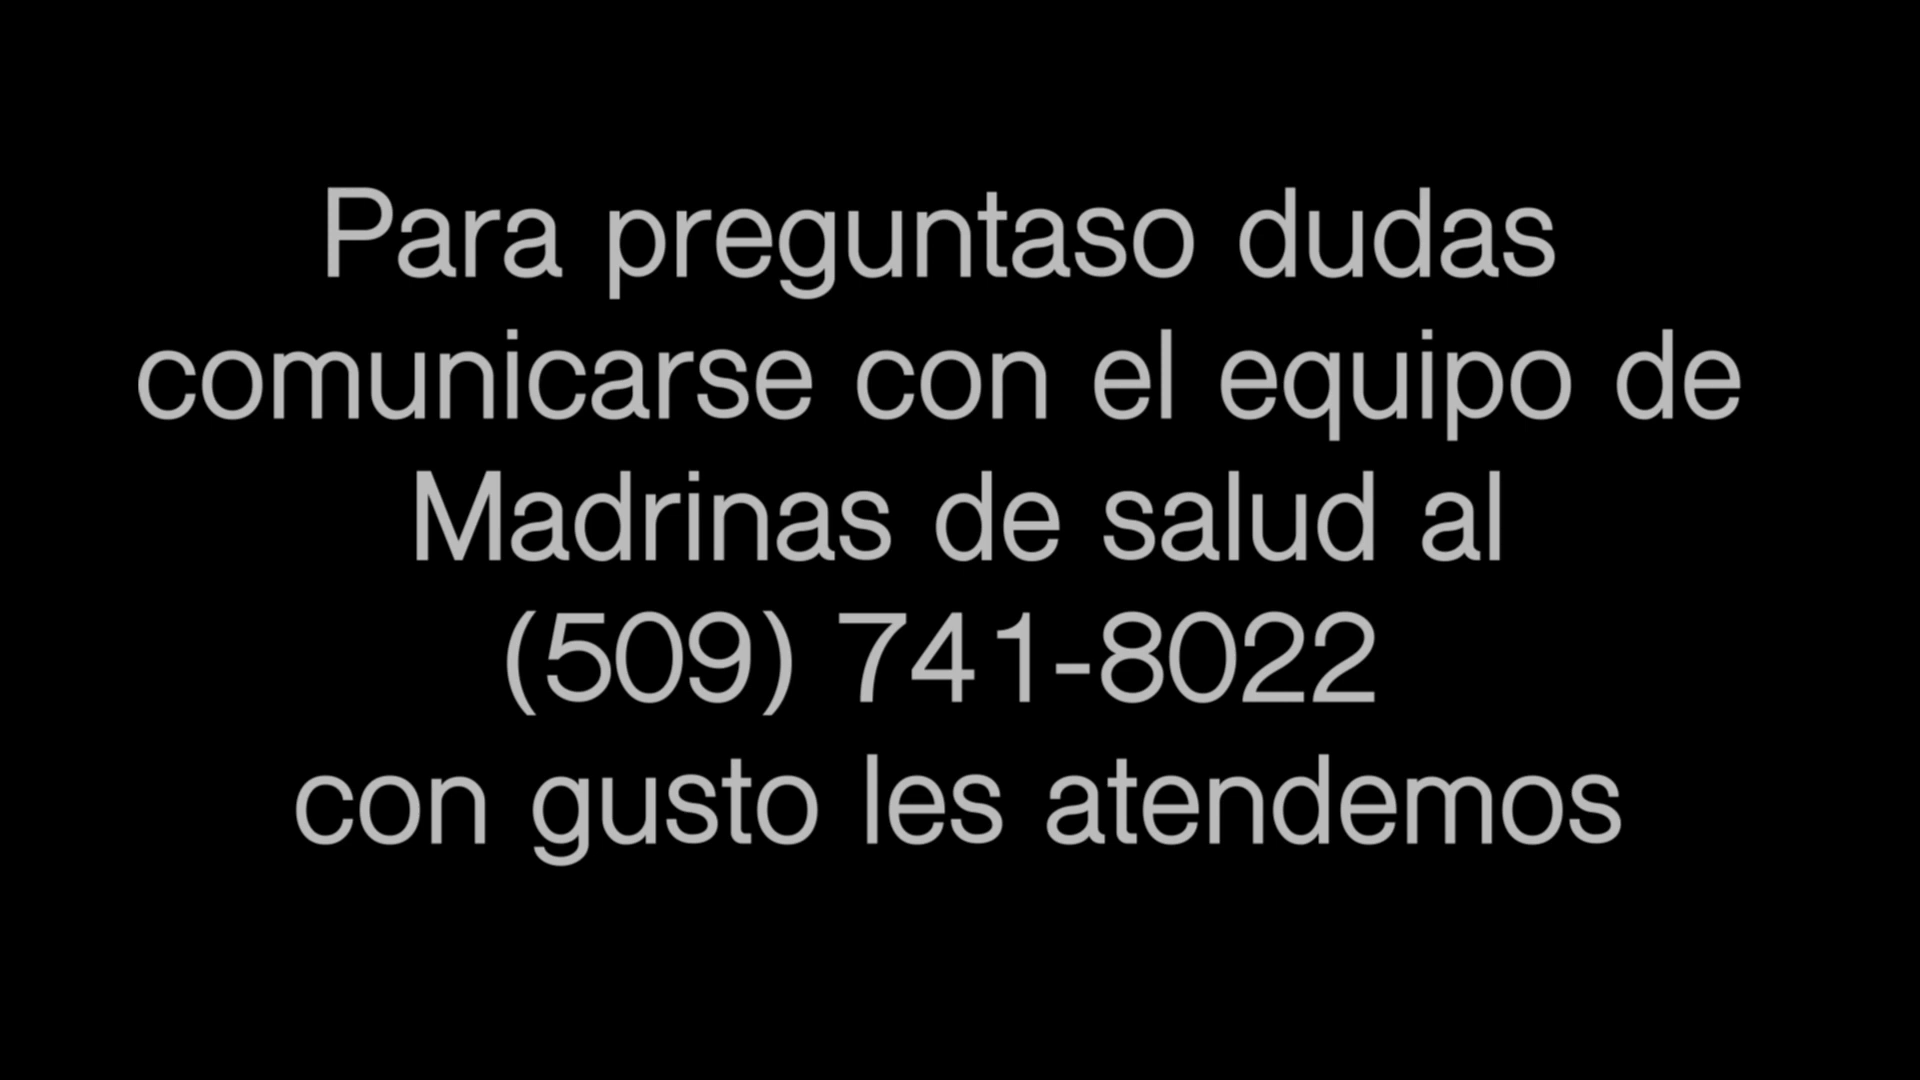 Para preguntaso dudas
comunicarse con el equipo de
Madrinas de salud al
(509) 741-8022
con gusto les atendemos